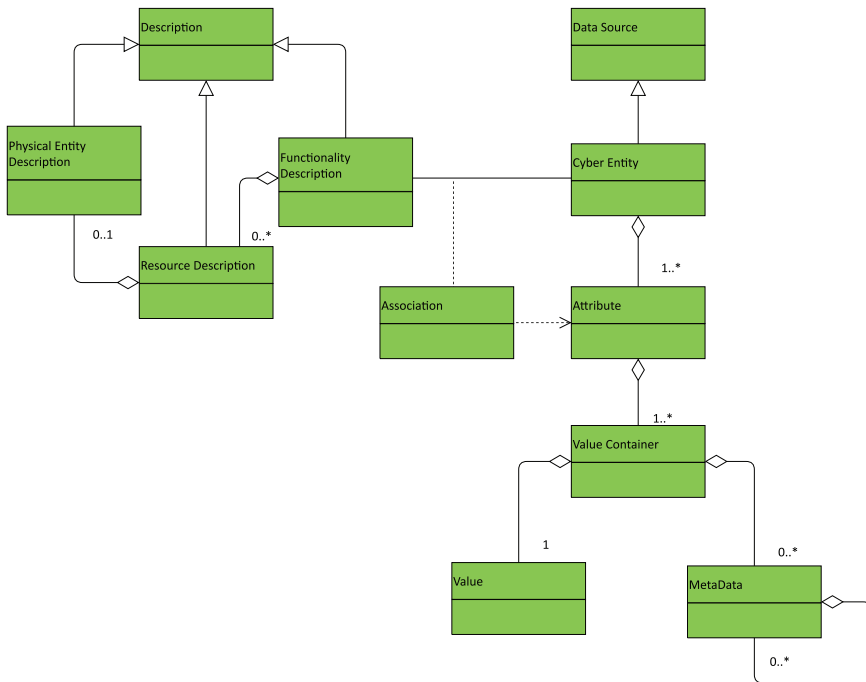 Description
Data Source
Physical Entity
Description
Functionality
Description
Cyber Entity
0..1
0..*
Resource Description
1..*
Association
Attribute
1..*
Value Container
1
0..*
Value
MetaData
0..*